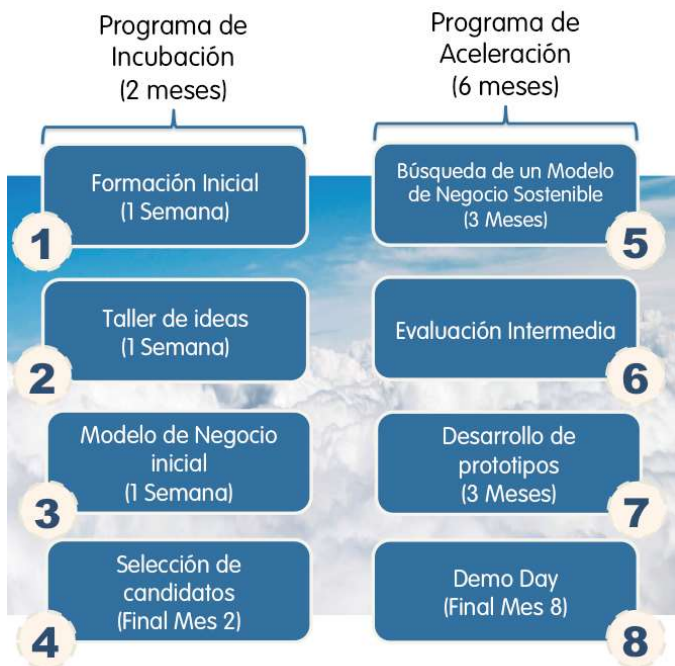 Programa de
Incubación
(2 meses)
Formación Inicial
(1 Semana)
1
Taller de ideas
(1 Semana)
2
Modelo de Negocio
inicial
(1 Semana)
3
Selección de
candidatos
(Final Mes 2)
4
Programa de
Aceleración
(6 meses)
Búsqueda de un Modelo
de Negocio Sostenible
(3 Meses)
5
Evaluación Intermedia
6
Desarrollo de
prototipos
(3 Meses)
7
Demo Day
(Final Mes 8)
8